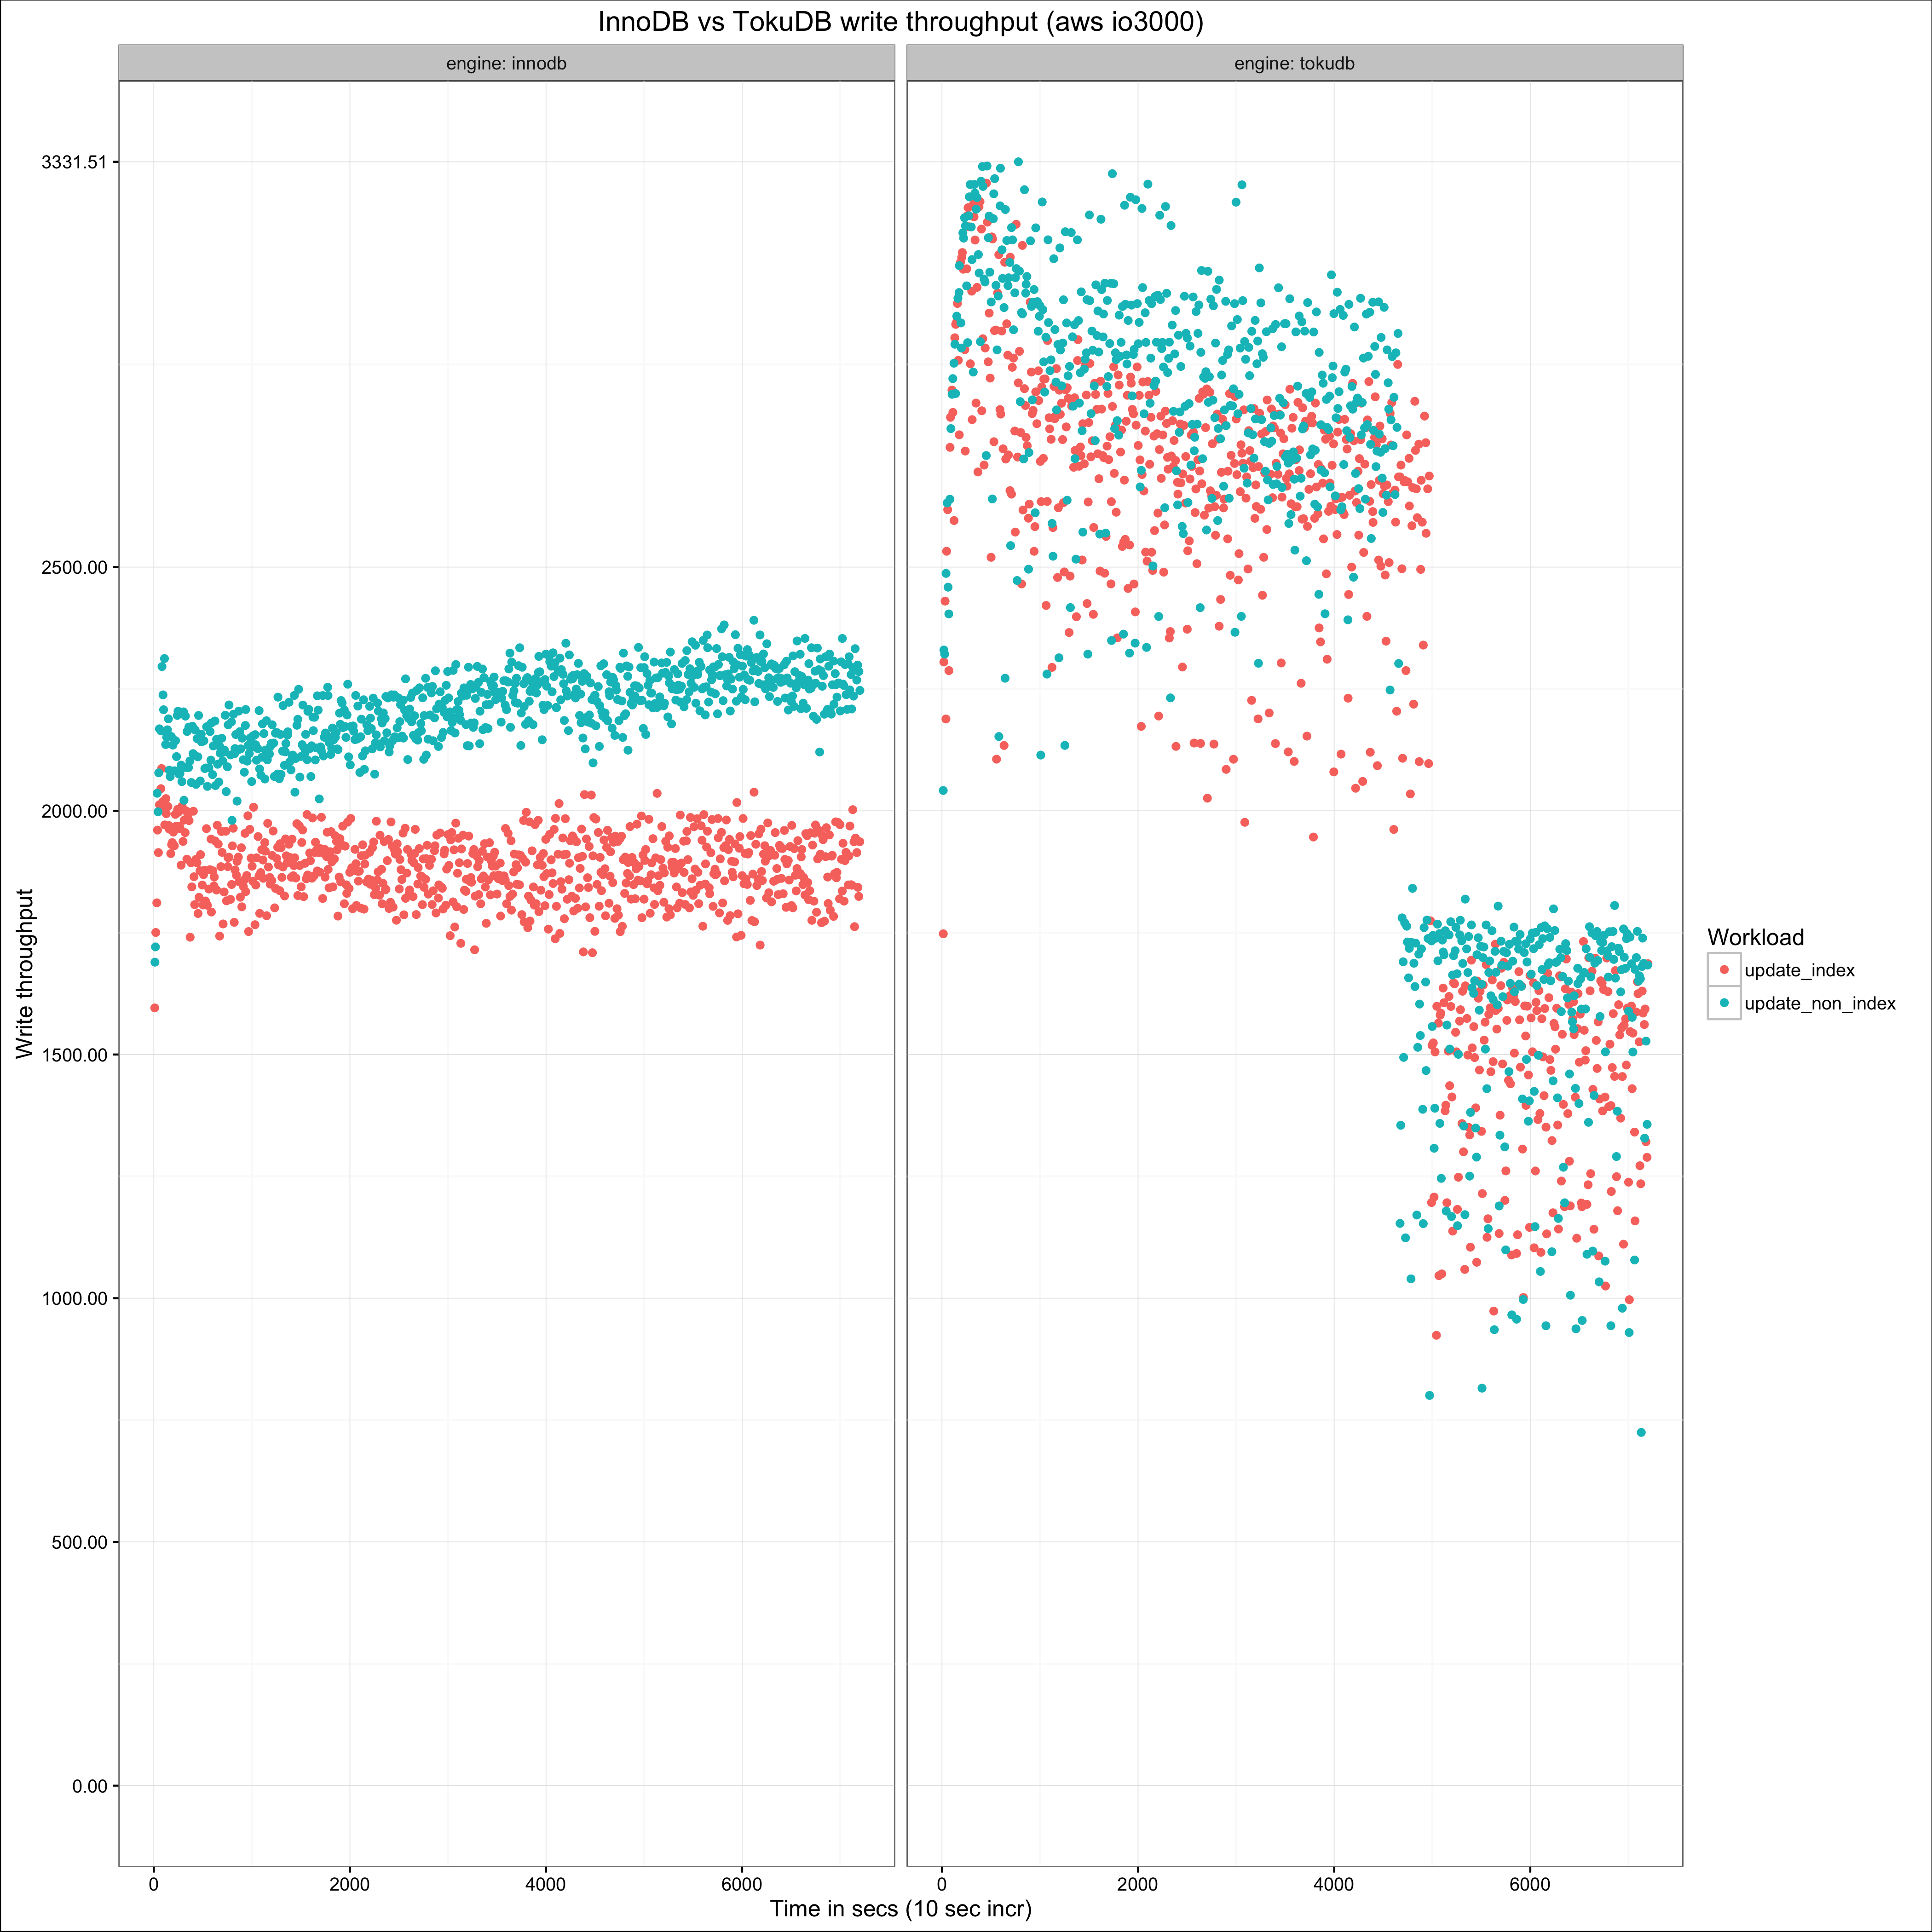 InnoDB vs TokuDB write throughput (aws io3000)
engine: innodb
engine: tokudb
3331.51
2500.00
2000.00
1500.00
1000.00
500.00
0.00
Write throughput
0 2000 4000 6000
0 2000 4000 6000
Time in secs (10 sec incr)
Workload
update_index
update_non_index